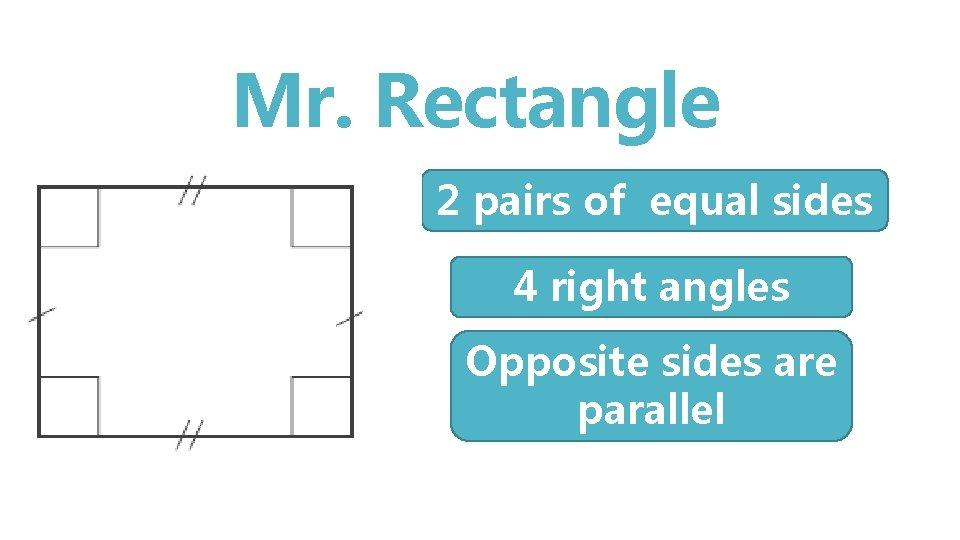 Mr. Rectangle
2 pairs of  equal sides
4 right angles
Opposite sides are
parallel